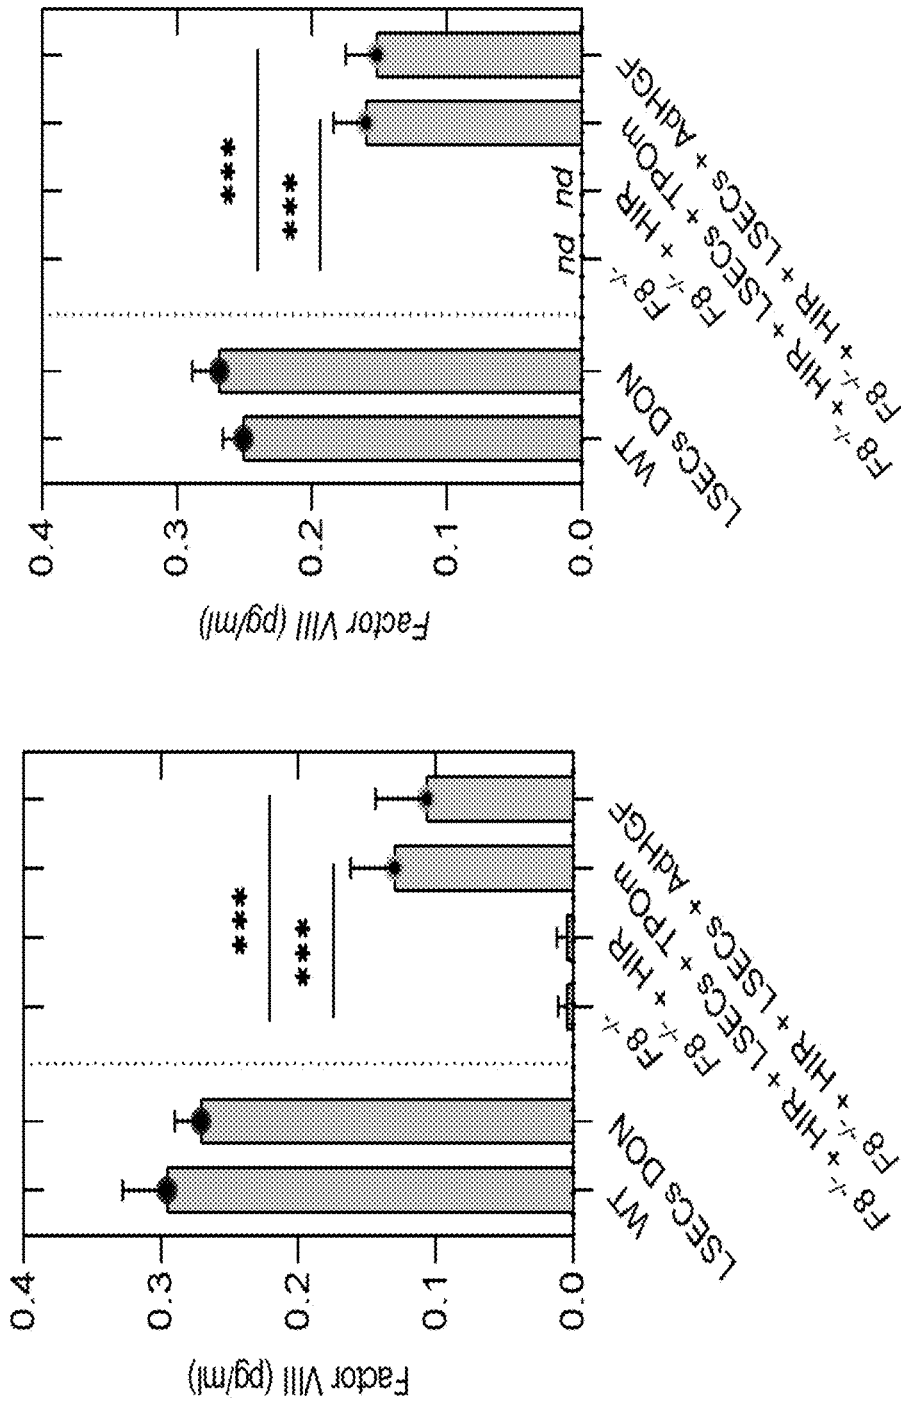 Factor VIII (pg/ml)
0.4
0.3
0.2
0.1
0.0
***
***
WT
LSECs DON
F8 -/-
F8 -/- + HIR
F8 -/- + HIR + LSECs + TPOm
F8 -/- + HIR + LSECs + AdHGF
Factor VIII (pg/ml)
0.4
0.3
0.2
0.1
0.0
***
***
nd nd
WT
LSECs DON
F8 -/-
F8 -/- + HIR
F8 -/- + HIR + LSECs + TPOm
F8 -/- + HIR + LSECs + AdHGF